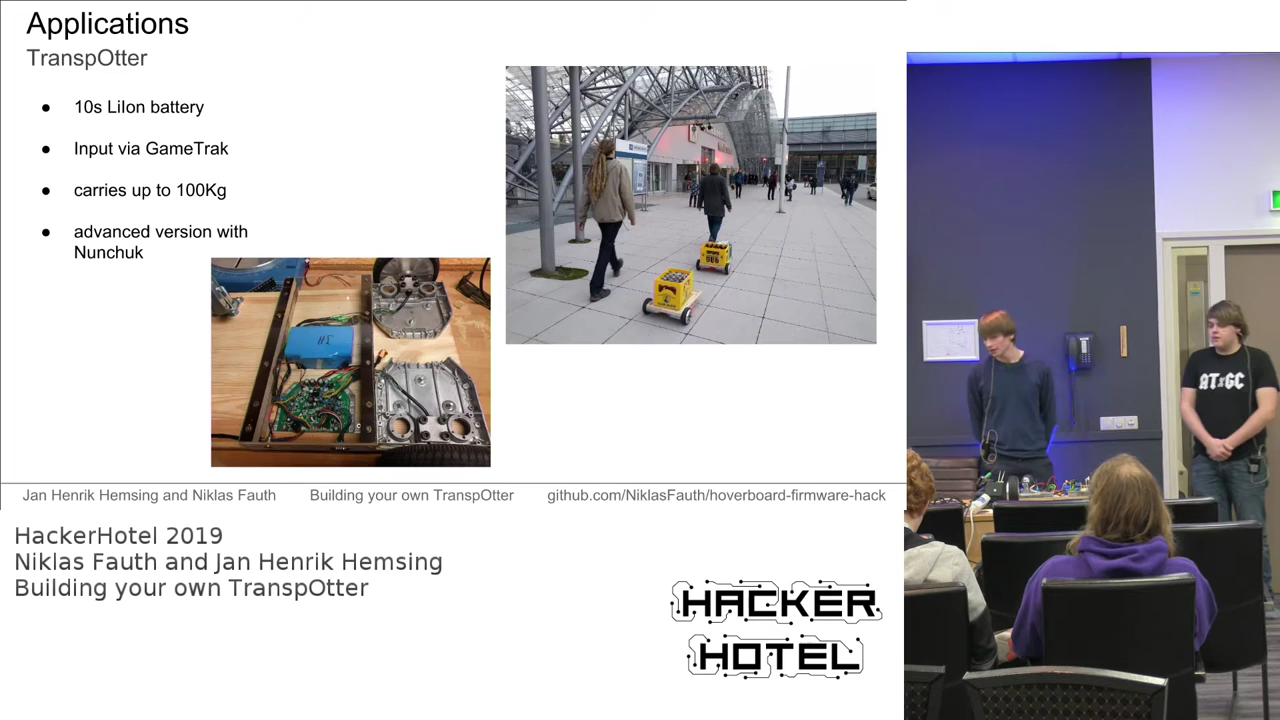 Applications
TranspOtter
● 10s LiIon battery
● Input via GameTrak
● carries up to 100Kg
● advanced version with
Nunchuk
Jan Henrik Hemsing and Niklas Fauth Building your own TranspOtter github.com/NiklasFauth/hoverboard-firmware-hack
HackerHotel 2019
Niklas Fauth and Jan Henrik Hemsing
Building your own TranspOtter
HACKER
HOTEL
AT GC